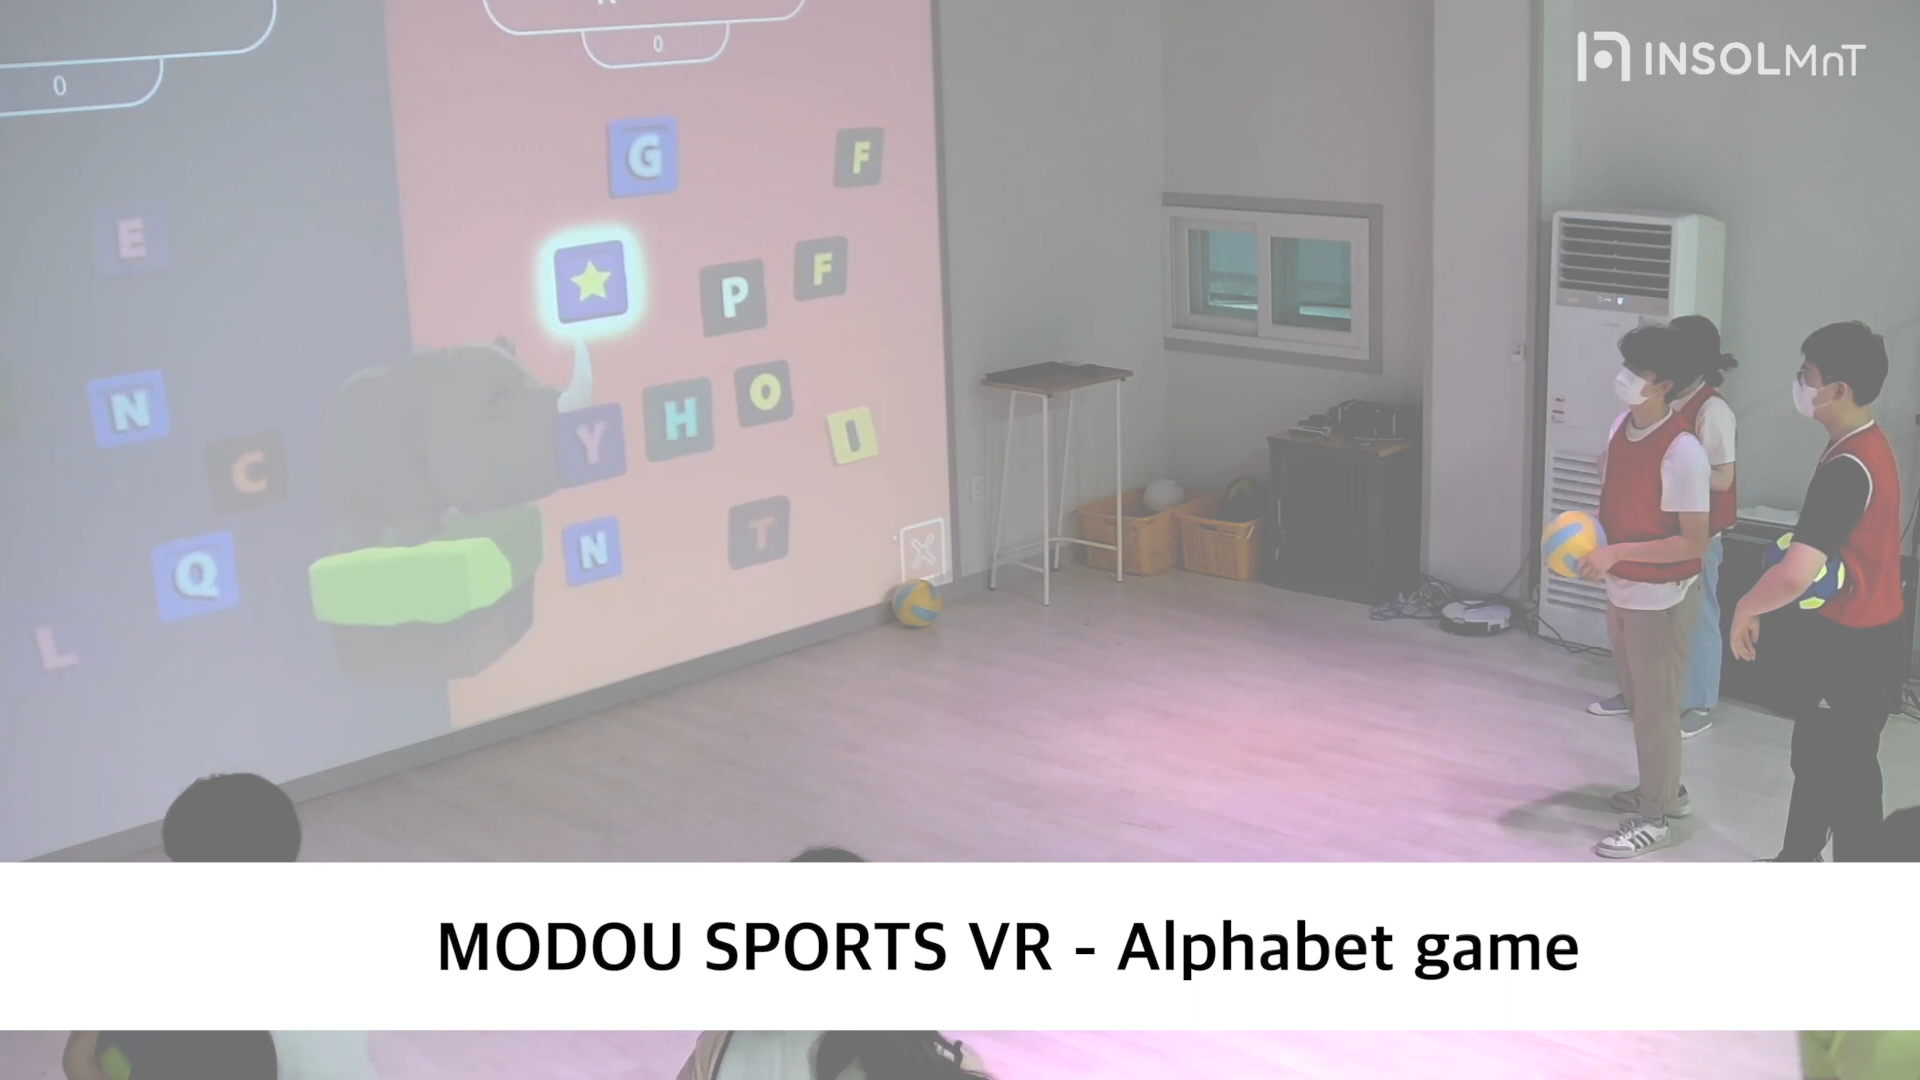 INSOLMnT
0
0
G
F
E
P
F
N
Y
H
O
I
C
N
T
Q
L
MODOU SPORTS VR - Alphabet game